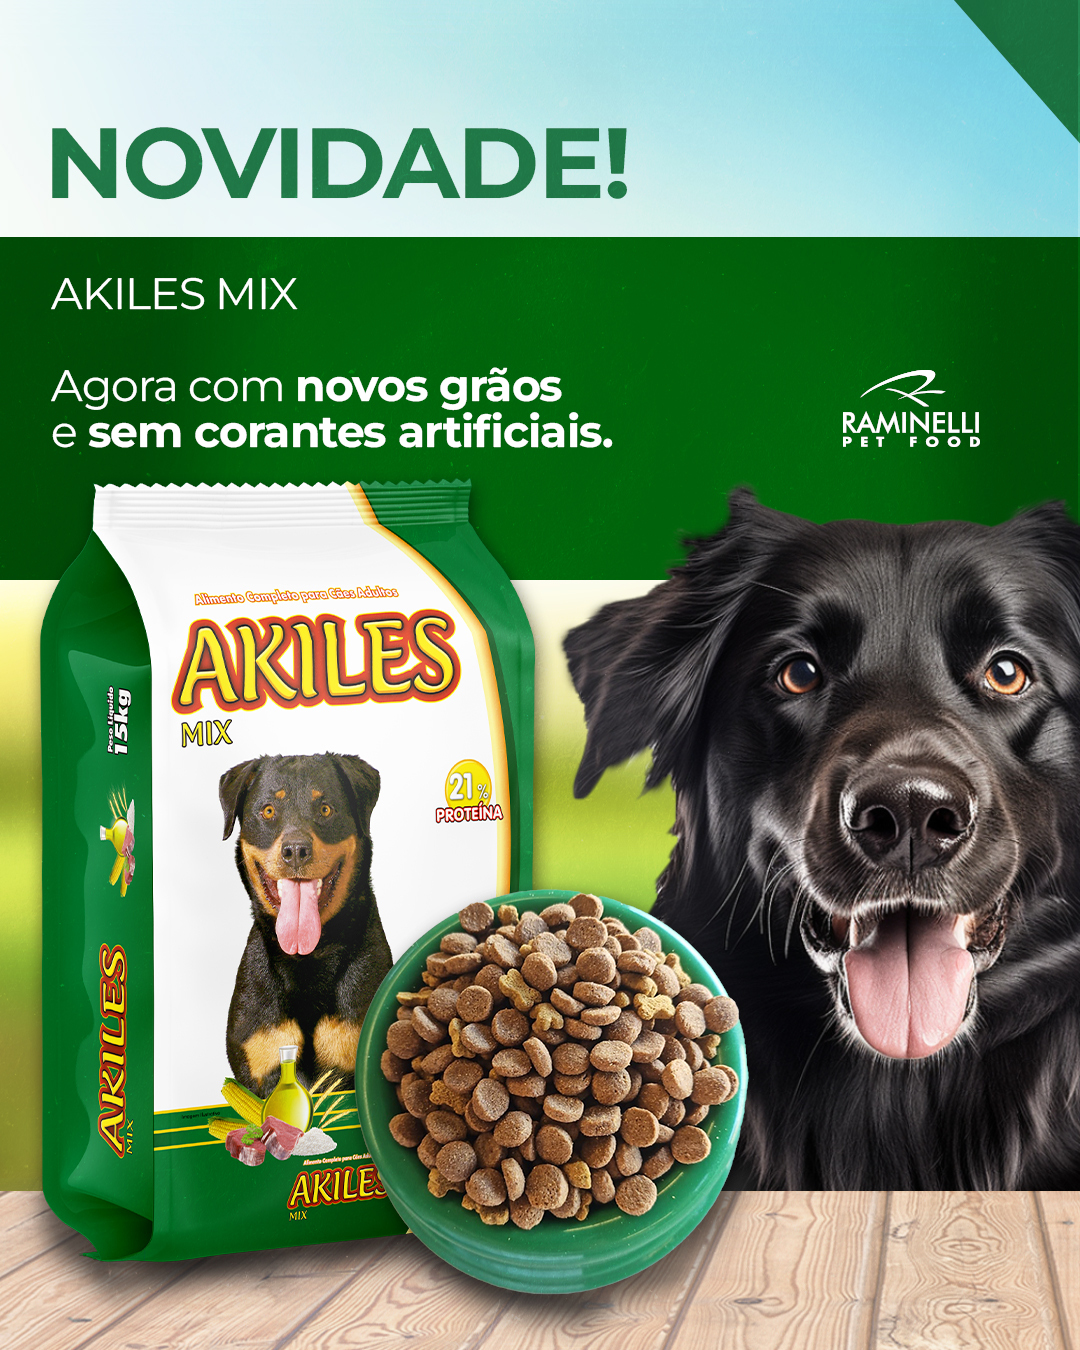 NOVIDADE!
AKILES MIX
Agora com novos grãos
e sem corantes artificiais.
RAMINELLI
PET FOOD
Alimento Completo para Cães Adultos
AKILES
MIX
Peso Líquido
15kg
21%
PROTEÍNA
AKILES
MIX
AKILES
MIX